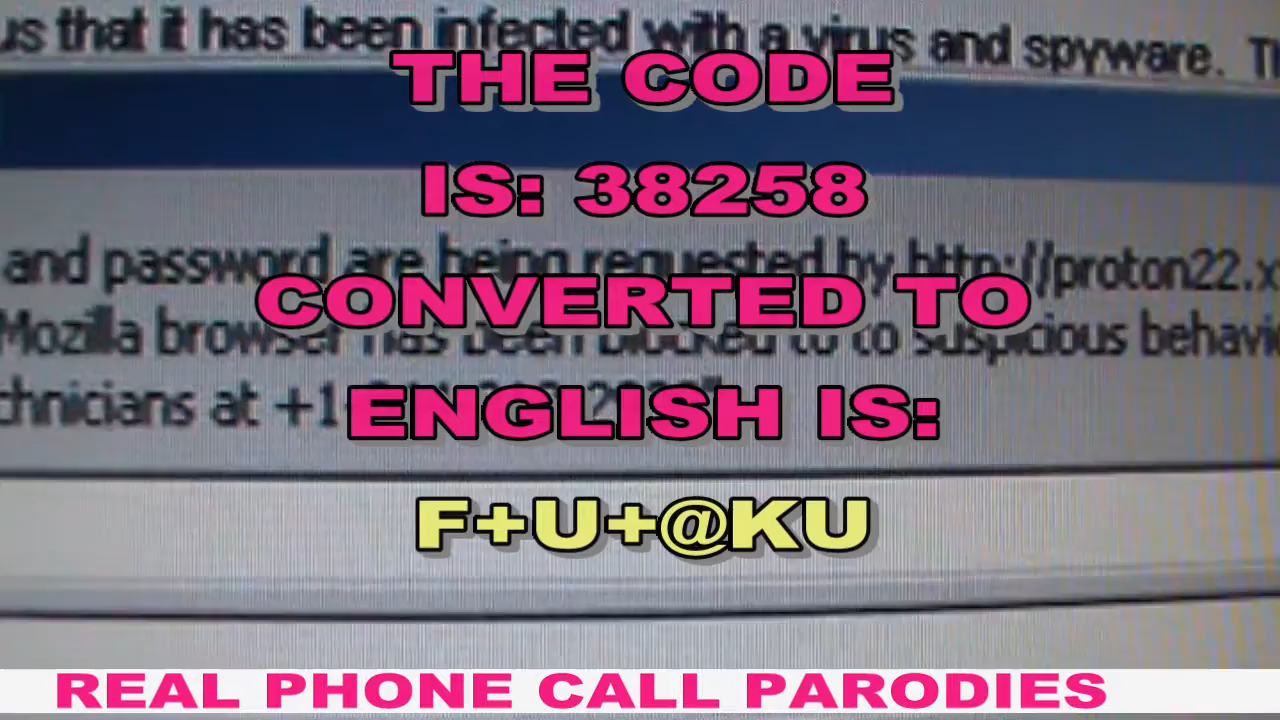 us that it has been infected with a virus and spyware.
THE CODE
IS: 38258
and password are being requested by http://proton22.x
CONVERTED TO
Mozilla browser has been blocked to to suspicious behavi
chnicians at +1
ENGLISH IS:
F+U+@KU
REAL PHONE CALL PARODIES